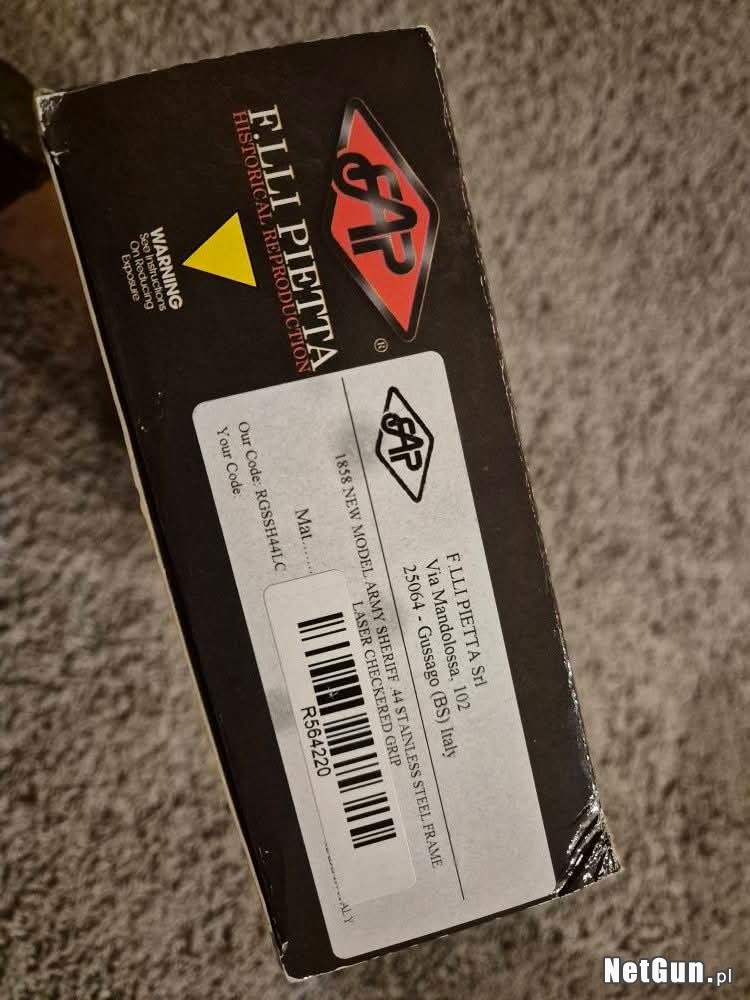 FAP
®
F.LLI PIETTA
HISTORICAL REPRODUCTION
WARNING
See Instructions
On Reducing
Exposure
FAP
F.LLI PIETTA Srl
Via Mandolossa, 102
25064 - Gussago (BS) Italy
1858 NEW MODEL ARMY SHERIFF 44 STAINLESS STEEL FRAME
LASER CHECKERED GRIP
Mat.......
Our Code: RGSSH44LC
Your Code:
R564220
NetGun.pl